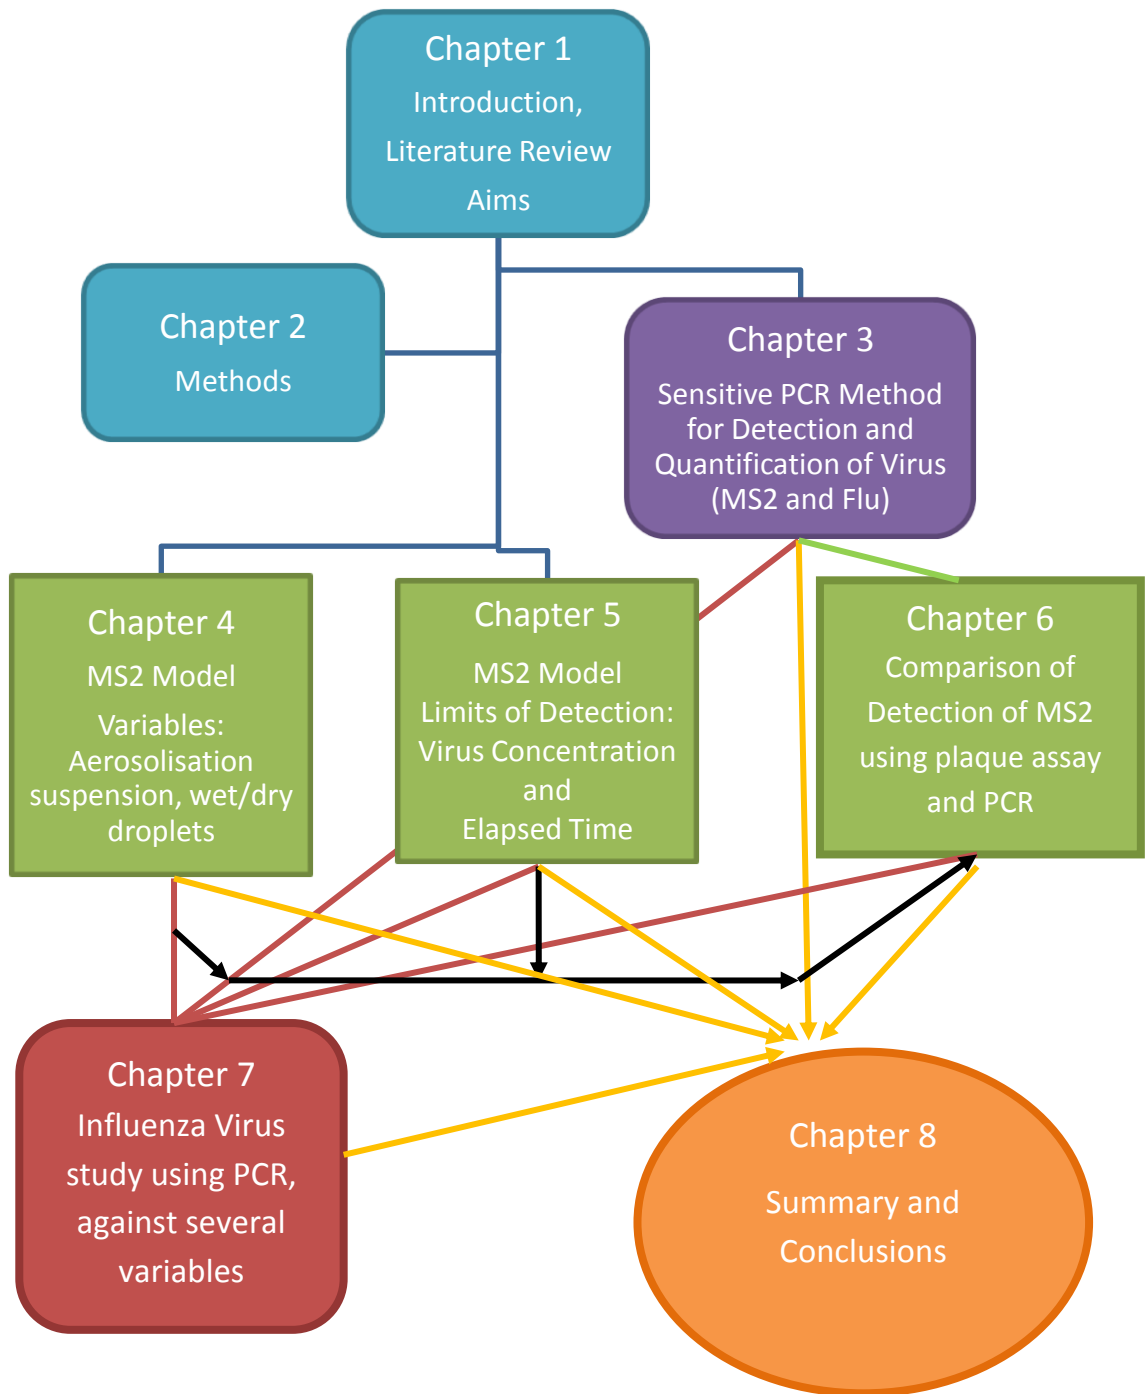 Chapter 1
Introduction,
Literature Review
Aims
Chapter 2
Methods
Chapter 3
Sensitive PCR Method
for Detection and
Quantification of Virus
(MS2 and Flu)
Chapter 4
MS2 Model
Variables:
Aerosolisation
suspension, wet/dry
droplets
Chapter 5
MS2 Model
Limits of Detection:
Virus Concentration
and
Elapsed Time
Chapter 6
Comparison of
Detection of MS2
using plaque assay
and PCR
Chapter 7
Influenza Virus
study using PCR,
against several
variables
Chapter 8
Summary and
Conclusions